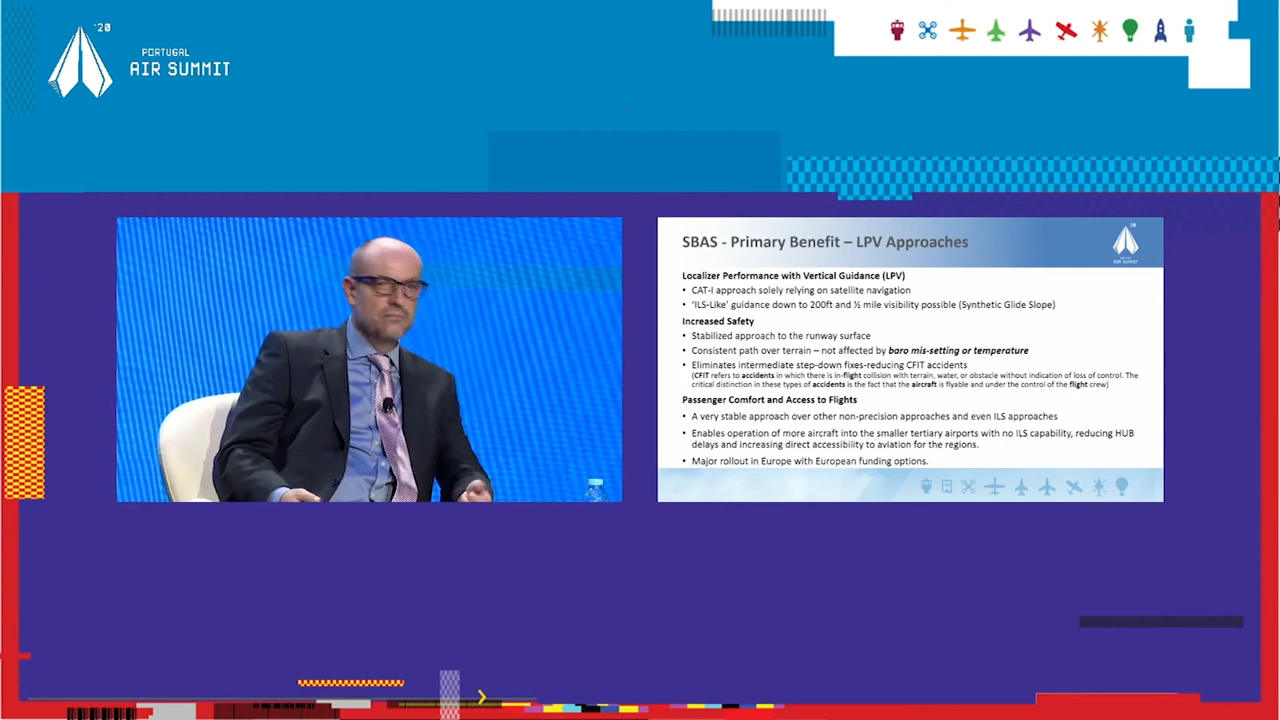 '20
PORTUGAL
AIR SUMMIT
SBAS - Primary Benefit – LPV Approaches
Localizer Performance with Vertical Guidance (LPV)
• CAT-I approach solely relying on satellite navigation
• 'ILS-Like' guidance down to 200ft and ½ mile visibility possible (Synthetic Glide Slope)
Increased Safety
• Stabilized approach to the runway surface
• Consistent path over terrain – not affected by baro mis-setting or temperature
• Eliminates intermediate step-down fixes-reducing CFIT accidents
(CFIT refers to accidents in which there is in-flight collision with terrain, water, or obstacle without indication of loss of control. The
critical distinction in these types of accidents is the fact that the aircraft is flyable and under the control of the flight crew)
Passenger Comfort and Access to Flights
• A very stable approach over other non-precision approaches and even ILS approaches
• Enables operation of more aircraft into the smaller tertiary airports with no ILS capability, reducing HUB
delays and increasing direct accessibility to aviation for the regions.
• Major rollout in Europe with European funding options.
AIR SUMMIT